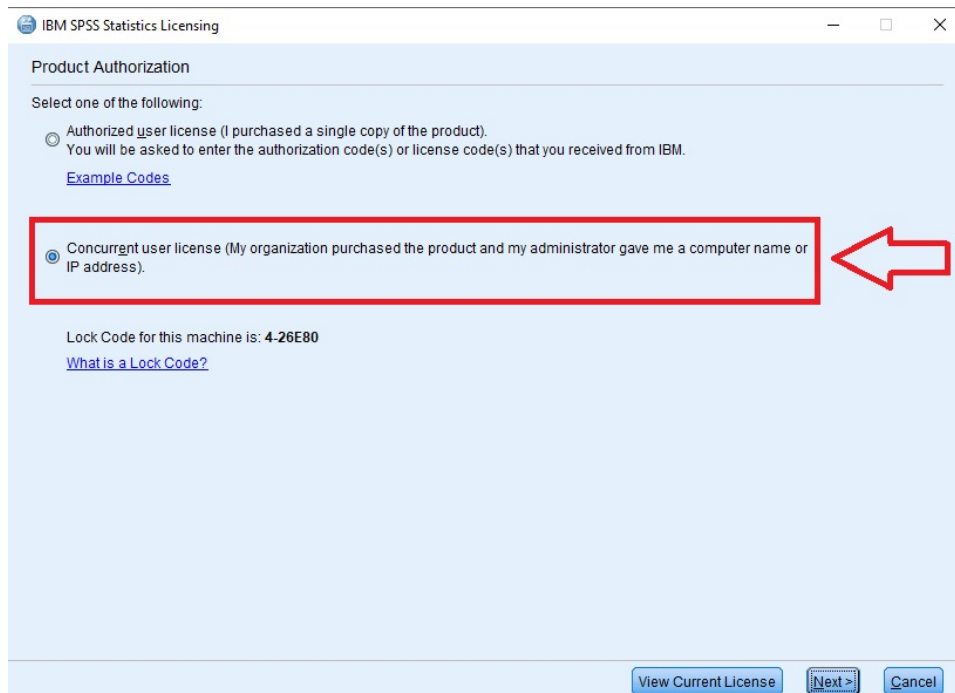 IBM SPSS Statistics Licensing
Product Authorization
Select one of the following:
Authorized user license (I purchased a single copy of the product).
You will be asked to enter the authorization code(s) or license code(s) that you received from IBM.
Example Codes
Concurrent user license (My organization purchased the product and my administrator gave me a computer name or
IP address).
Lock Code for this machine is: 4-26E80
What is a Lock Code?
View Current License Next > Cancel